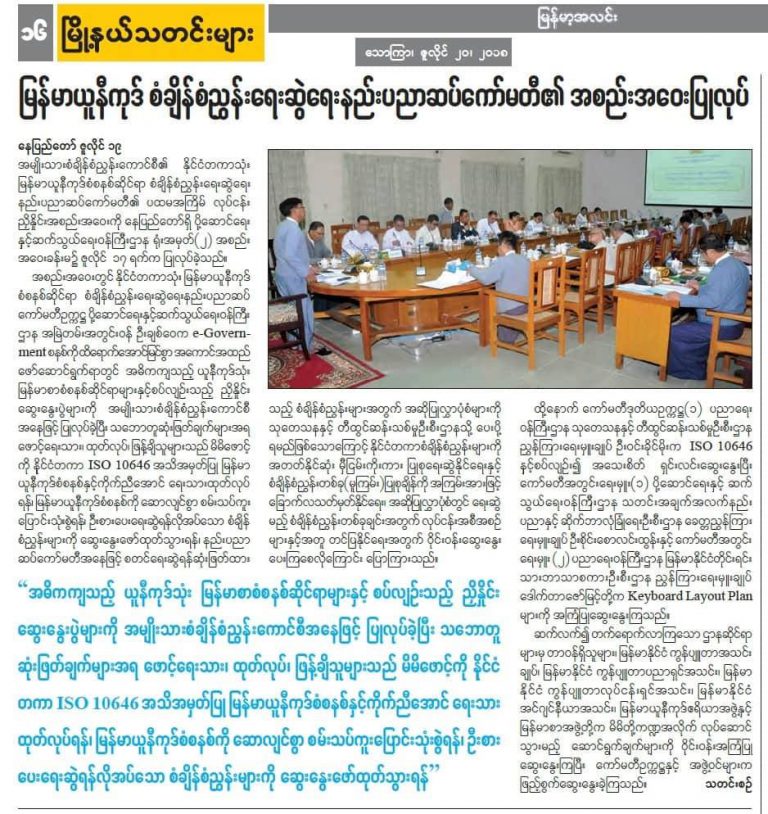 ၁၆
မြို့နယ်သတင်းများ
မြန်မာ့အလင်း
သောကြာ၊ ဇူလိုင် ၂၀၊ ၂၀၁၈
မြန်မာယူနီကုဒ် စံချိန်စံညွှန်းရေးဆွဲရေးနည်းပညာဆပ်ကော်မတီ၏ အစည်းအဝေးပြုလုပ်
နေပြည်တော် ဇူလိုင် ၁၉
အမျိုးသားစံချိန်စံညွှန်းကောင်စီ၏ နိုင်ငံတကာသုံး
မြန်မာယူနီကုဒ်စံစနစ်ဆိုင်ရာ စံချိန်စံညွှန်းရေးဆွဲရေး
နည်းပညာဆပ်ကော်မတီ၏ ပထမအကြိမ် လုပ်ငန်း
ညှိနှိုင်းအစည်းအဝေးကို နေပြည်တော်ရှိ ပို့ဆောင်ရေး
နှင့်ဆက်သွယ်ရေးဝန်ကြီးဌာန ရုံးအမှတ်(၂) အစည်း
အဝေးခန်းမ၌ ဇူလိုင် ၁၇ ရက်က ပြုလုပ်ခဲ့သည်။
အစည်းအဝေးတွင် နိုင်ငံတကာသုံး မြန်မာယူနီကုဒ်
စံစနစ်ဆိုင်ရာ စံချိန်စံညွှန်းရေးဆွဲရေးနည်းပညာဆပ်
ကော်မတီဥက္ကဋ္ဌ ပို့ဆောင်ရေးနှင့်ဆက်သွယ်ရေးဝန်ကြီး
ဌာန အမြဲတမ်းအတွင်းဝန် ဦးချစ်ဝေက e-Govern-
ment စနစ်ကိုထိရောက်အောင်မြင်စွာ အကောင်အထည်
ဖော်ဆောင်ရွက်ရာတွင် အဓိကကျသည့် ယူနီကုဒ်သုံး
မြန်မာစာစံစနစ်ဆိုင်ရာများနှင့်စပ်လျဉ်းသည့် ညှိနှိုင်း
ဆွေးနွေးပွဲများကို အမျိုးသားစံချိန်စံညွှန်းကောင်စီ
အနေဖြင့် ပြုလုပ်ခဲ့ပြီး သဘောတူဆုံးဖြတ်ချက်များအရ
ဖောင့်ရေးသား၊ ထုတ်လုပ်၊ ဖြန့်ချိသူများသည် မိမိဖောင့်
ကို နိုင်ငံတကာ ISO 10646 အသိအမှတ်ပြု မြန်မာ
ယူနီကုဒ်စံစနစ်နှင့်ကိုက်ညီအောင် ရေးသားထုတ်လုပ်
ရန်၊ မြန်မာယူနီကုဒ်စံစနစ်ကို ဆောလျင်စွာ စမ်းသပ်ကူး
ပြောင်းသုံးစွဲရန်၊ ဦးစားပေးရေးဆွဲရန်လိုအပ်သော စံချိန်
စံညွှန်းများကို ဆွေးနွေးဖော်ထုတ်သွားရန်၊ နည်းပညာ
ဆပ်ကော်မတီအနေဖြင့် စတင်ရေးဆွဲရန်ဆုံးဖြတ်ထား
သည့် စံချိန်စံညွှန်းများအတွက် အဆိုပြုလွှာပုံစံများကို
သုတေသနနှင့် တီထွင်ဆန်းသစ်မှုဦးစီးဌာနသို့ ပေးပို့
ရမည်ဖြစ်သောကြောင့် နိုင်ငံတကာစံချိန်စံညွှန်းများကို
အတတ်နိုင်ဆုံး မှီငြမ်းကိုးကား ပြုစုရေးဆွဲနိုင်ရေးနှင့်
စံချိန်စံညွှန်းတစ်ခု(မူကြမ်း)ပြုစုချိန်ကို အကြမ်းအားဖြင့်
ခြောက်လသတ်မှတ်နိုင်ရေး၊ အဆိုပြုလွှာပုံစံတွင် ရေးဆွဲ
မည့် စံချိန်စံညွှန်းတစ်ခုချင်းအတွက် လုပ်ငန်းအစီအစဉ်
များနှင့်အတူ တင်ပြနိုင်ရေးအတွက် ဝိုင်းဝန်းဆွေးနွေး
ပေးကြစေလိုကြောင်း ပြောကြားသည်။
ထို့နောက် ကော်မတီဒုတိယဥက္ကဋ္ဌ(၁) ပညာရေး
ဝန်ကြီးဌာန သုတေသနနှင့် တီထွင်ဆန်းသစ်မှုဦးစီးဌာန
ညွှန်ကြားရေးမှူးချုပ် ဦးဝင်းခိုင်မိုးက ISO 10646
နှင့်စပ်လျဉ်း၍ အသေးစိတ် ရှင်းလင်းဆွေးနွေးပြီး
ကော်မတီအတွင်းရေးမှူး(၁) ပို့ဆောင်ရေးနှင့် ဆက်
သွယ်ရေးဝန်ကြီးဌာန သတင်းအချက်အလက်နည်း
ပညာနှင့် ဆိုက်ဘာလုံခြုံရေးဦးစီးဌာန ခေတ္တညွှန်ကြား
ရေးမှူးချုပ် ဦးစိုင်းစောလင်းထွန်းနှင့် ကော်မတီအတွင်း
ရေးမှူး (၂)ပညာရေးဝန်ကြီးဌာန မြန်မာနိုင်ငံတိုင်းရင်း
သားဘာသာစကားဦးစီးဌာန ညွှန်ကြားရေးမှူးချုပ်
ဒေါက်တာဇော်မြင့်တို့က Keyboard Layout Plan
များကို အကြံပြုဆွေးနွေးကြသည်။
ဆက်လက်၍ တက်ရောက်လာကြသော ဌာနဆိုင်ရာ
များမှ တာဝန်ရှိသူများ၊ မြန်မာနိုင်ငံ ကွန်ပျူတာအသင်း
ချုပ်၊ မြန်မာနိုင်ငံ ကွန်ပျူတာပညာရှင်အသင်း၊ မြန်မာ
နိုင်ငံ ကွန်ပျူတာလုပ်ငန်းရှင်အသင်း၊ မြန်မာနိုင်ငံ
အင်ဂျင်နီယာအသင်း၊ မြန်မာယူနီကုဒ်ဧရိယာအဖွဲ့နှင့်
မြန်မာစာအဖွဲ့တို့က မိမိတို့ကဏ္ဍအလိုက် လုပ်ဆောင်
သွားမည့် ဆောင်ရွက်ချက်များကို ဝိုင်းဝန်းအကြံပြု
ဆွေးနွေးကြပြီး ကော်မတီဥက္ကဋ္ဌနှင့် အဖွဲ့ဝင်များက
ဖြည့်စွက်ဆွေးနွေးခဲ့ကြသည်။ သတင်းစဉ်
“အဓိကကျသည့် ယူနီကုဒ်သုံး မြန်မာစာစံစနစ်ဆိုင်ရာများနှင့် စပ်လျဉ်းသည့် ညှိနှိုင်း
ဆွေးနွေးပွဲများကို အမျိုးသားစံချိန်စံညွှန်းကောင်စီအနေဖြင့် ပြုလုပ်ခဲ့ပြီး သဘောတူ
ဆုံးဖြတ်ချက်များအရ ဖောင့်ရေးသား၊ ထုတ်လုပ်၊ ဖြန့်ချိသူများသည် မိမိဖောင့်ကို နိုင်ငံ
တကာ ISO 10646 အသိအမှတ်ပြု မြန်မာယူနီကုဒ်စံစနစ်နှင့်ကိုက်ညီအောင် ရေးသား
ထုတ်လုပ်ရန်၊ မြန်မာယူနီကုဒ်စံစနစ်ကို ဆောလျင်စွာ စမ်းသပ်ကူးပြောင်းသုံးစွဲရန်၊ ဦးစား
ပေးရေးဆွဲရန်လိုအပ်သော စံချိန်စံညွှန်းများကို ဆွေးနွေးဖော်ထုတ်သွားရန်”